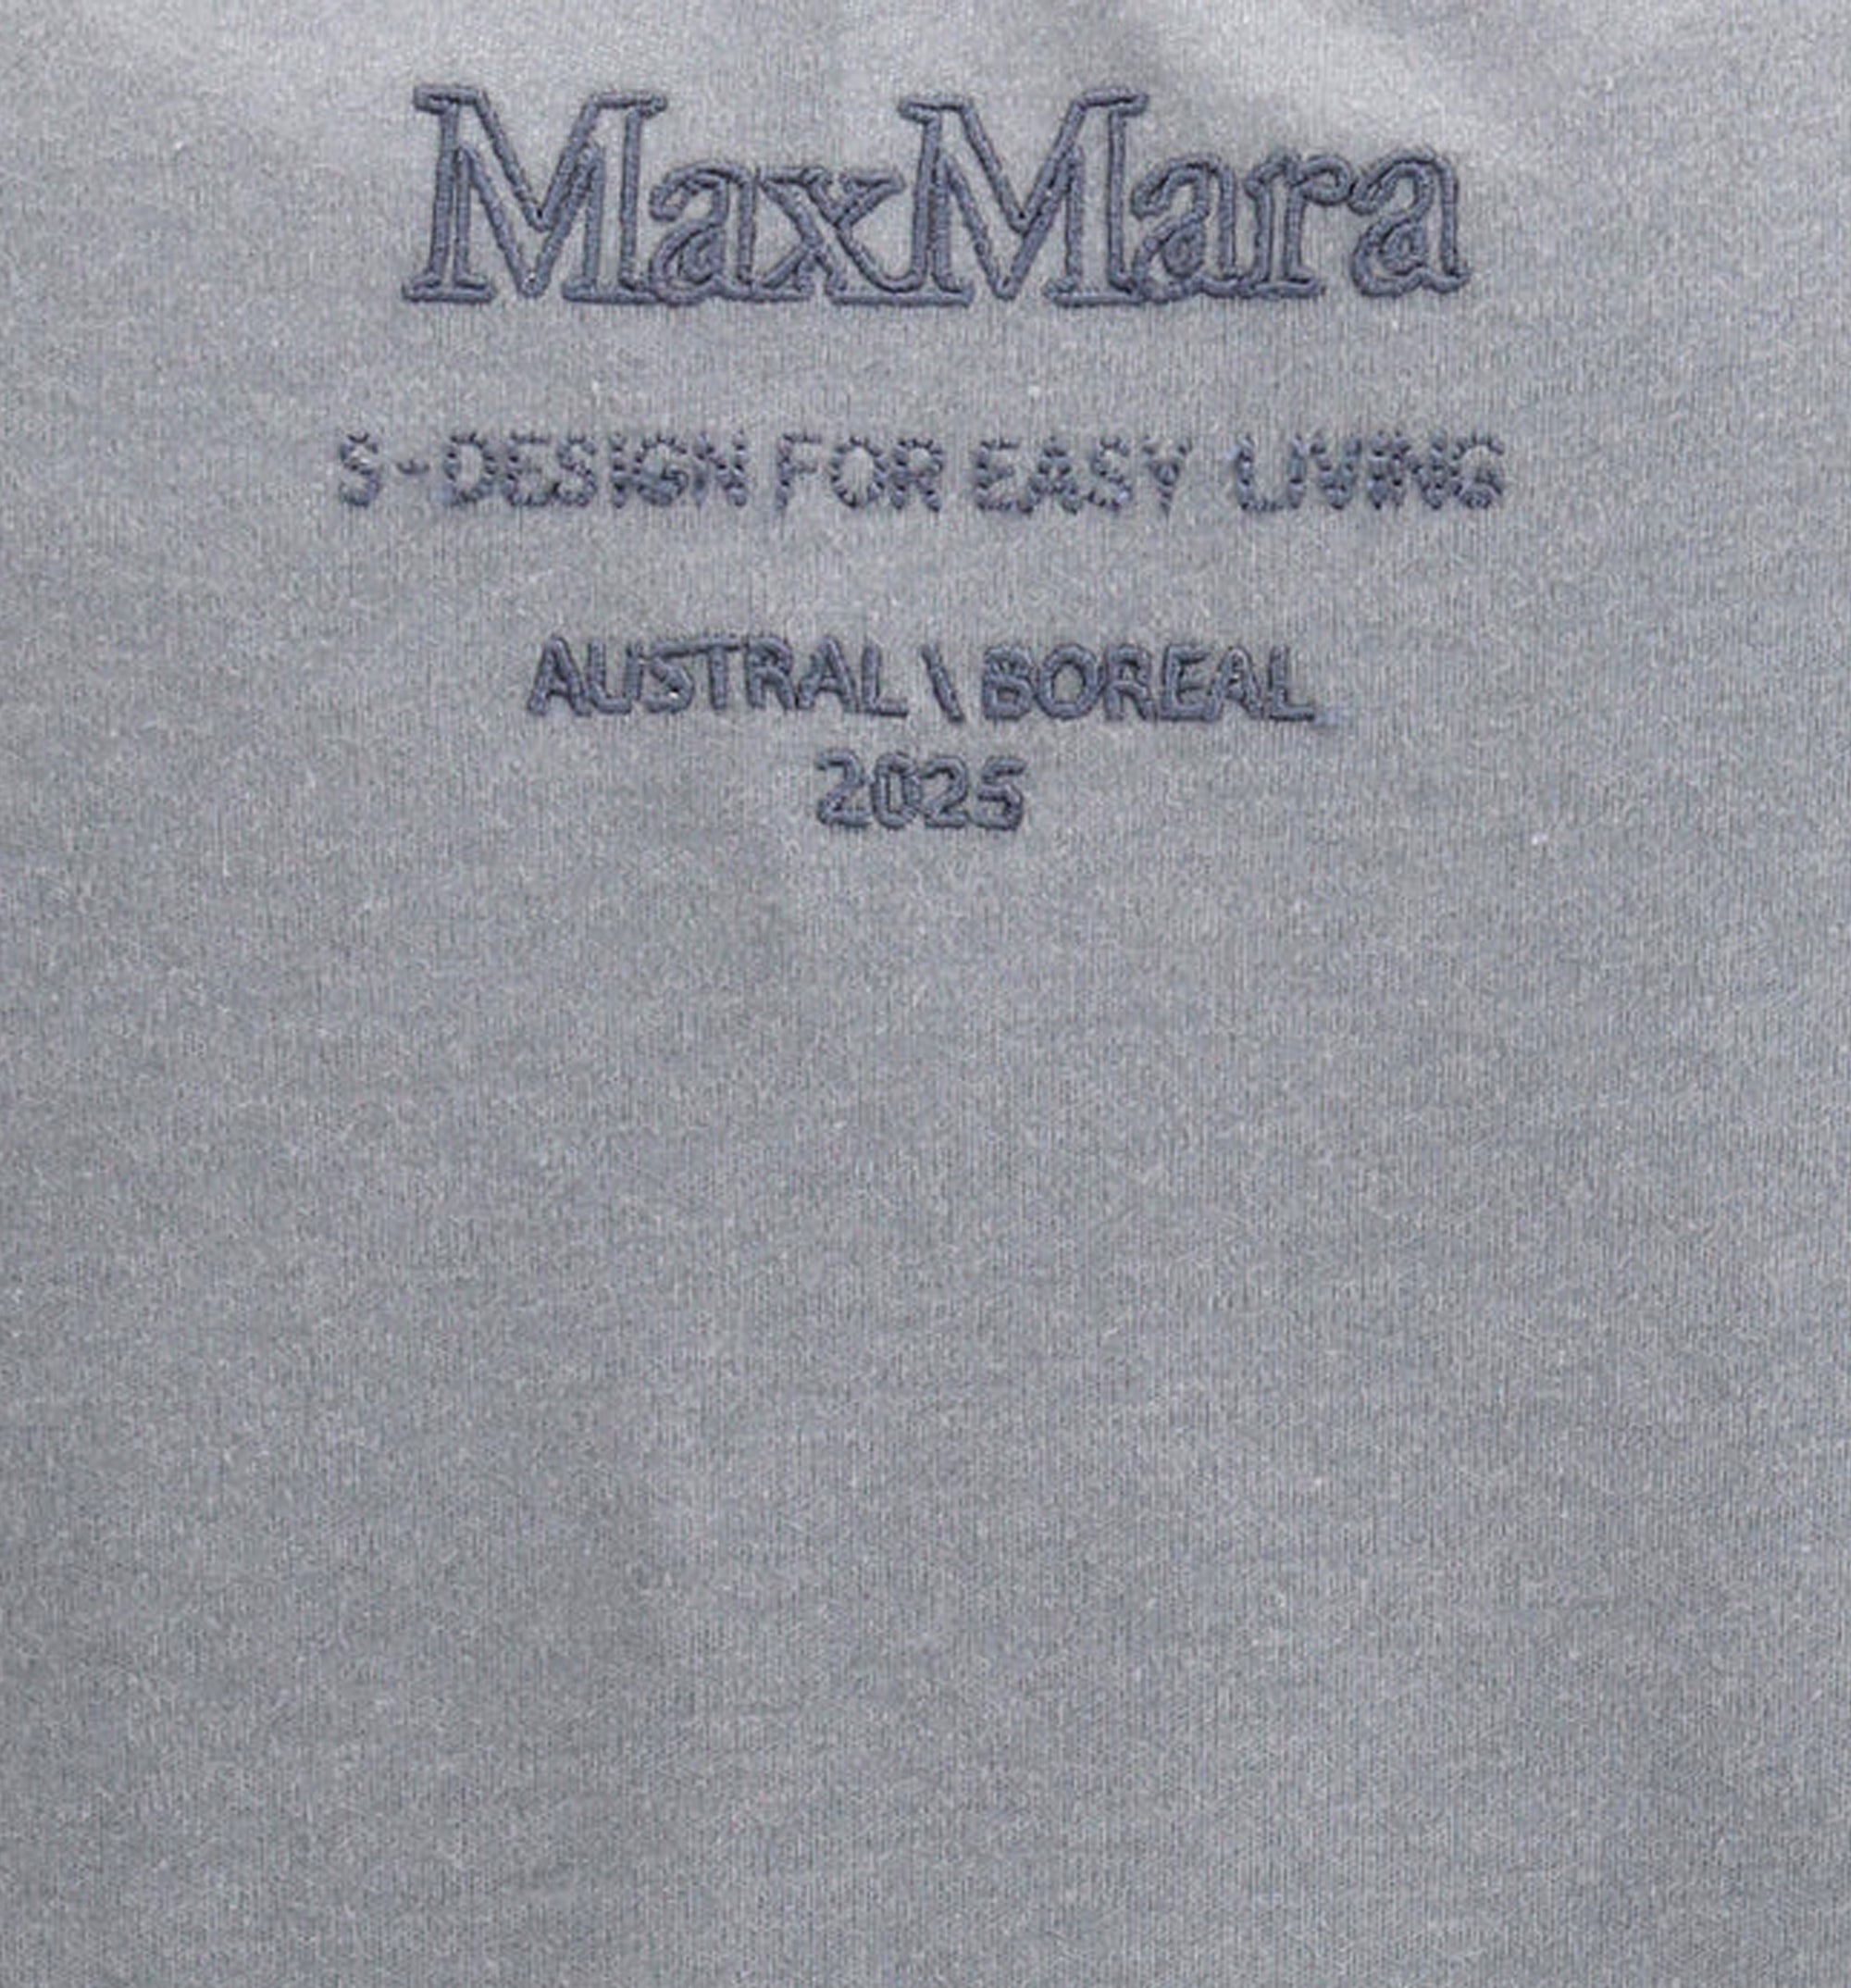 MaxMara
S-DESIGN FOR EASY LIVING
AUSTRAL \ BOREAL
2025